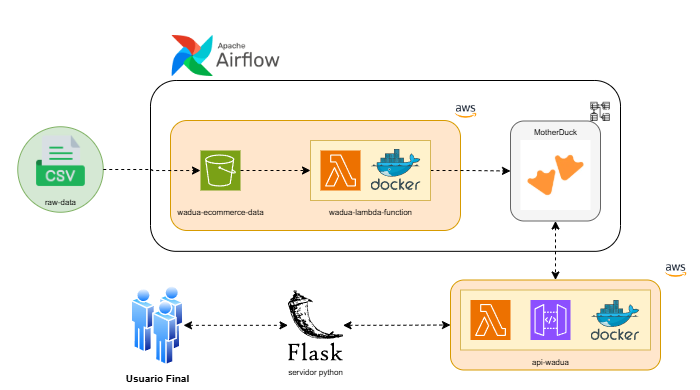 Apache
Airflow
aws
MotherDuck
CSV
docker
raw-data
wadua-ecommerce-data
wadua-lambda-function
aws
docker
Flask
servidor python
api-wadua
Usuario Final